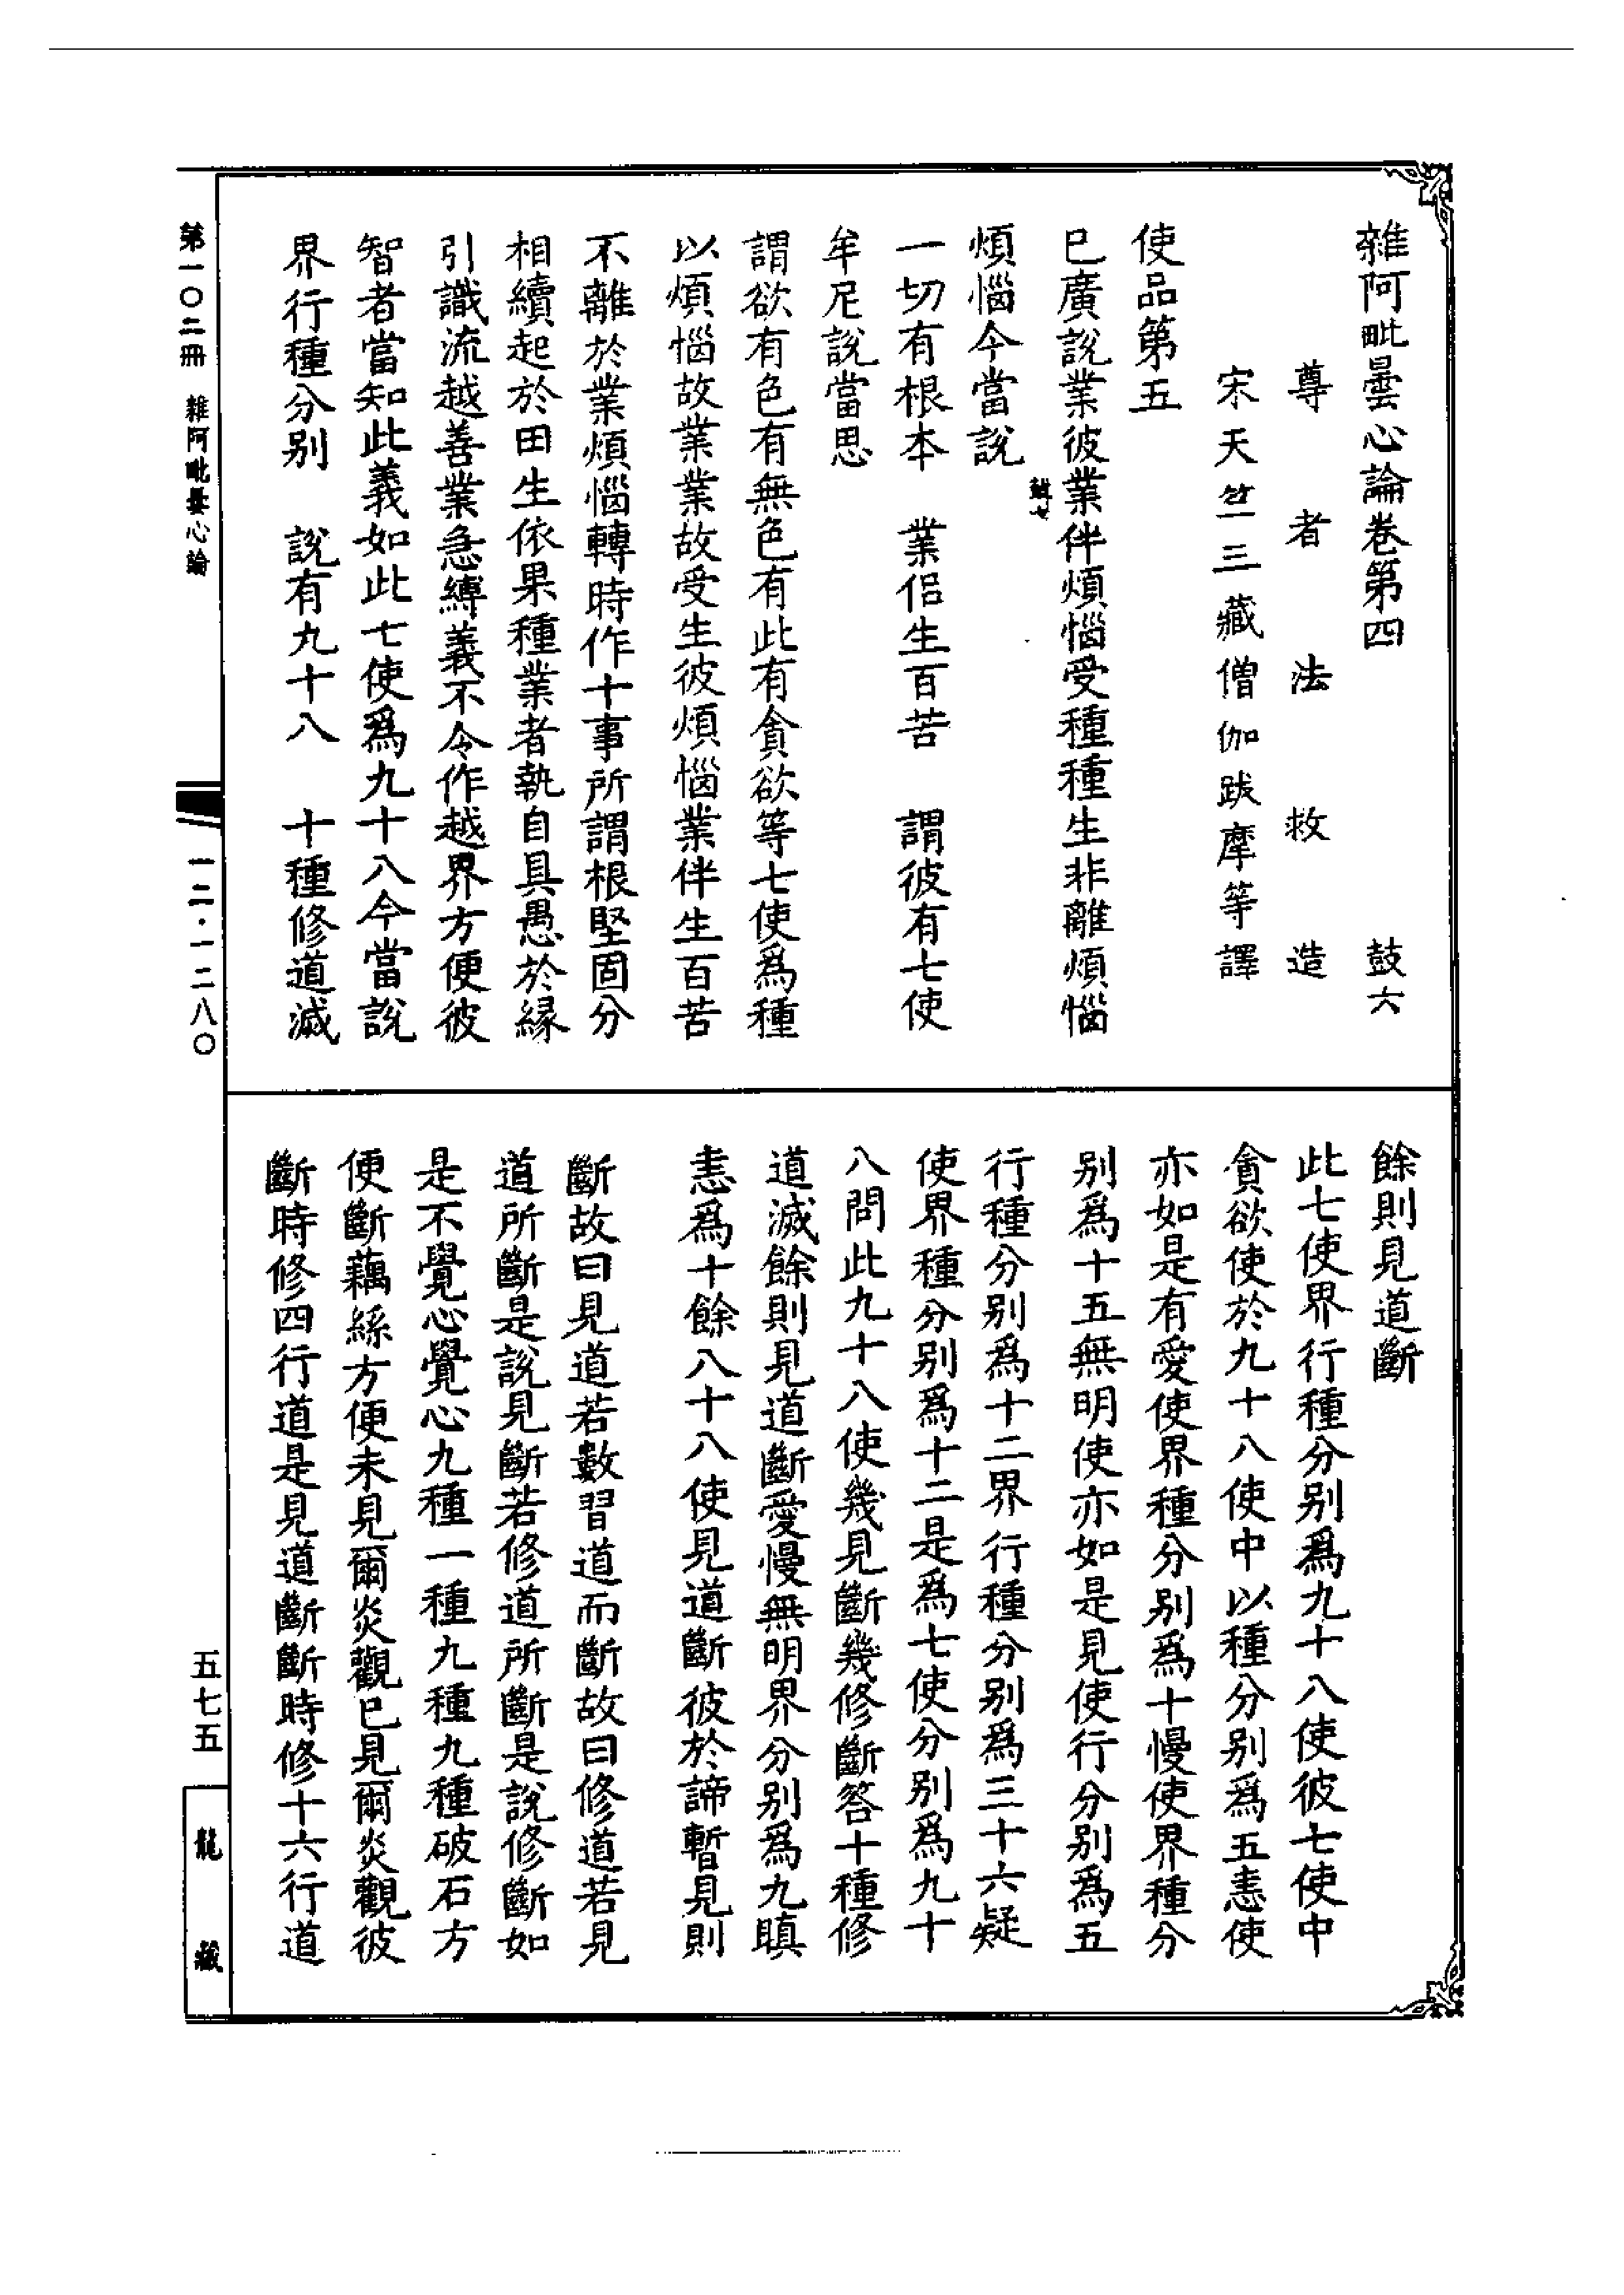 雜阿毗曇心論卷第四　鼓六
尊者法救造
宋天竺三藏僧伽跋摩等譯
使品第五
已廣說業彼業伴煩惱受種種生非離煩惱
煩惱今當說
一切有根本　業侶生百苦　謂彼有七使
牟尼說當思
謂欲有色有無色有此有貪欲等七使為種
以煩惱故業業故受生彼煩惱業伴生百苦
不離於業煩惱轉時作十事所謂根堅固分
相續起於田生依果種業者執自具愚於緣
引識流越善業急縛義不令作越界方便彼
智者當知此義如此七使爲九十八今當說
界行種分別　說有九十八　十種修道滅
餘則見道斷
此七使界行種分別爲九十八使彼七使中
貪欲使於九十八使中以種分別爲五恚使
亦如是有愛使界種分別爲十慢使界種分
別爲十五無明使亦如是見使行分別爲五
行種分別爲十二界行種分別爲三十六疑
使界種分別爲十二是爲七使分別爲九十
八問此九十八使幾見斷幾修斷答十種修
道滅餘則見道斷愛慢無明界分別爲九瞋
恚爲十餘八十八使見道斷彼於諦暫見則
斷故曰見道若數習道而斷故曰修道若見
道所斷是說見斷若修道所斷是說修斷如
是不覺心覺心九種一種九種九種破石方
便斷藕絲方便未見爾炎觀已見爾炎觀彼
斷時修四行道是見道斷斷時修十六行道
第一〇二冊　雜阿毗曇心論
一二·一二八〇
五七五
龍藏